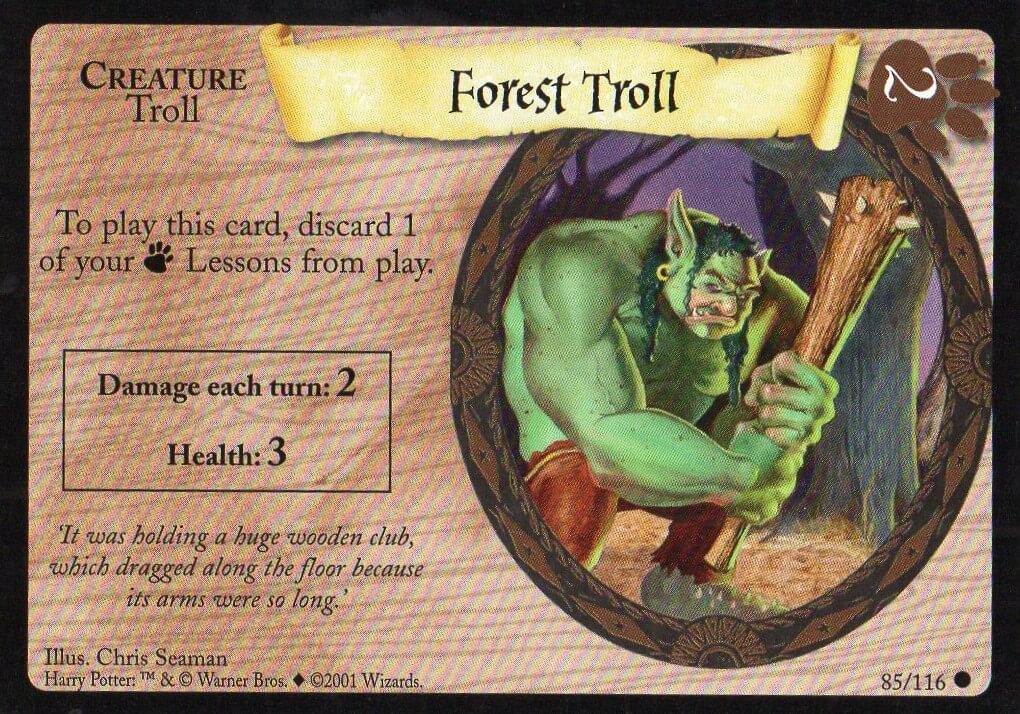 CREATURE
Troll
Forest Troll
2
To play this card, discard 1
of your Lessons from play.
Damage each turn: 2
Health: 3
'It was holding a huge wooden club,
which dragged along the floor because
its arms were so long.'
Illus. Chris Seaman
Harry Potter: ™ & © Warner Bros. ♦ ©2001 Wizards.
85/116 ●